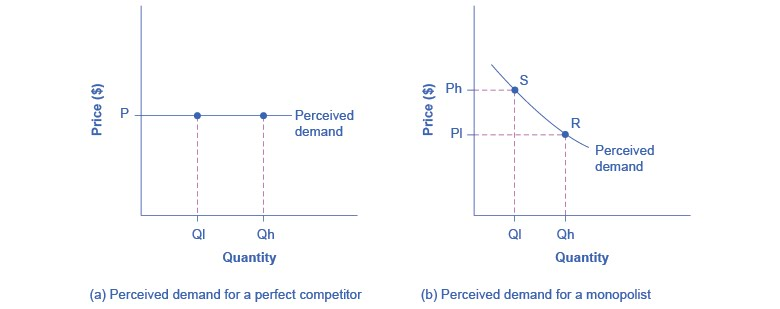 Price ($)
P
Perceived
demand
Ql
Qh
Quantity
(a) Perceived demand for a perfect competitor
Price ($)
Ph
S
Pl
R
Perceived
demand
Ql
Qh
Quantity
(b) Perceived demand for a monopolist